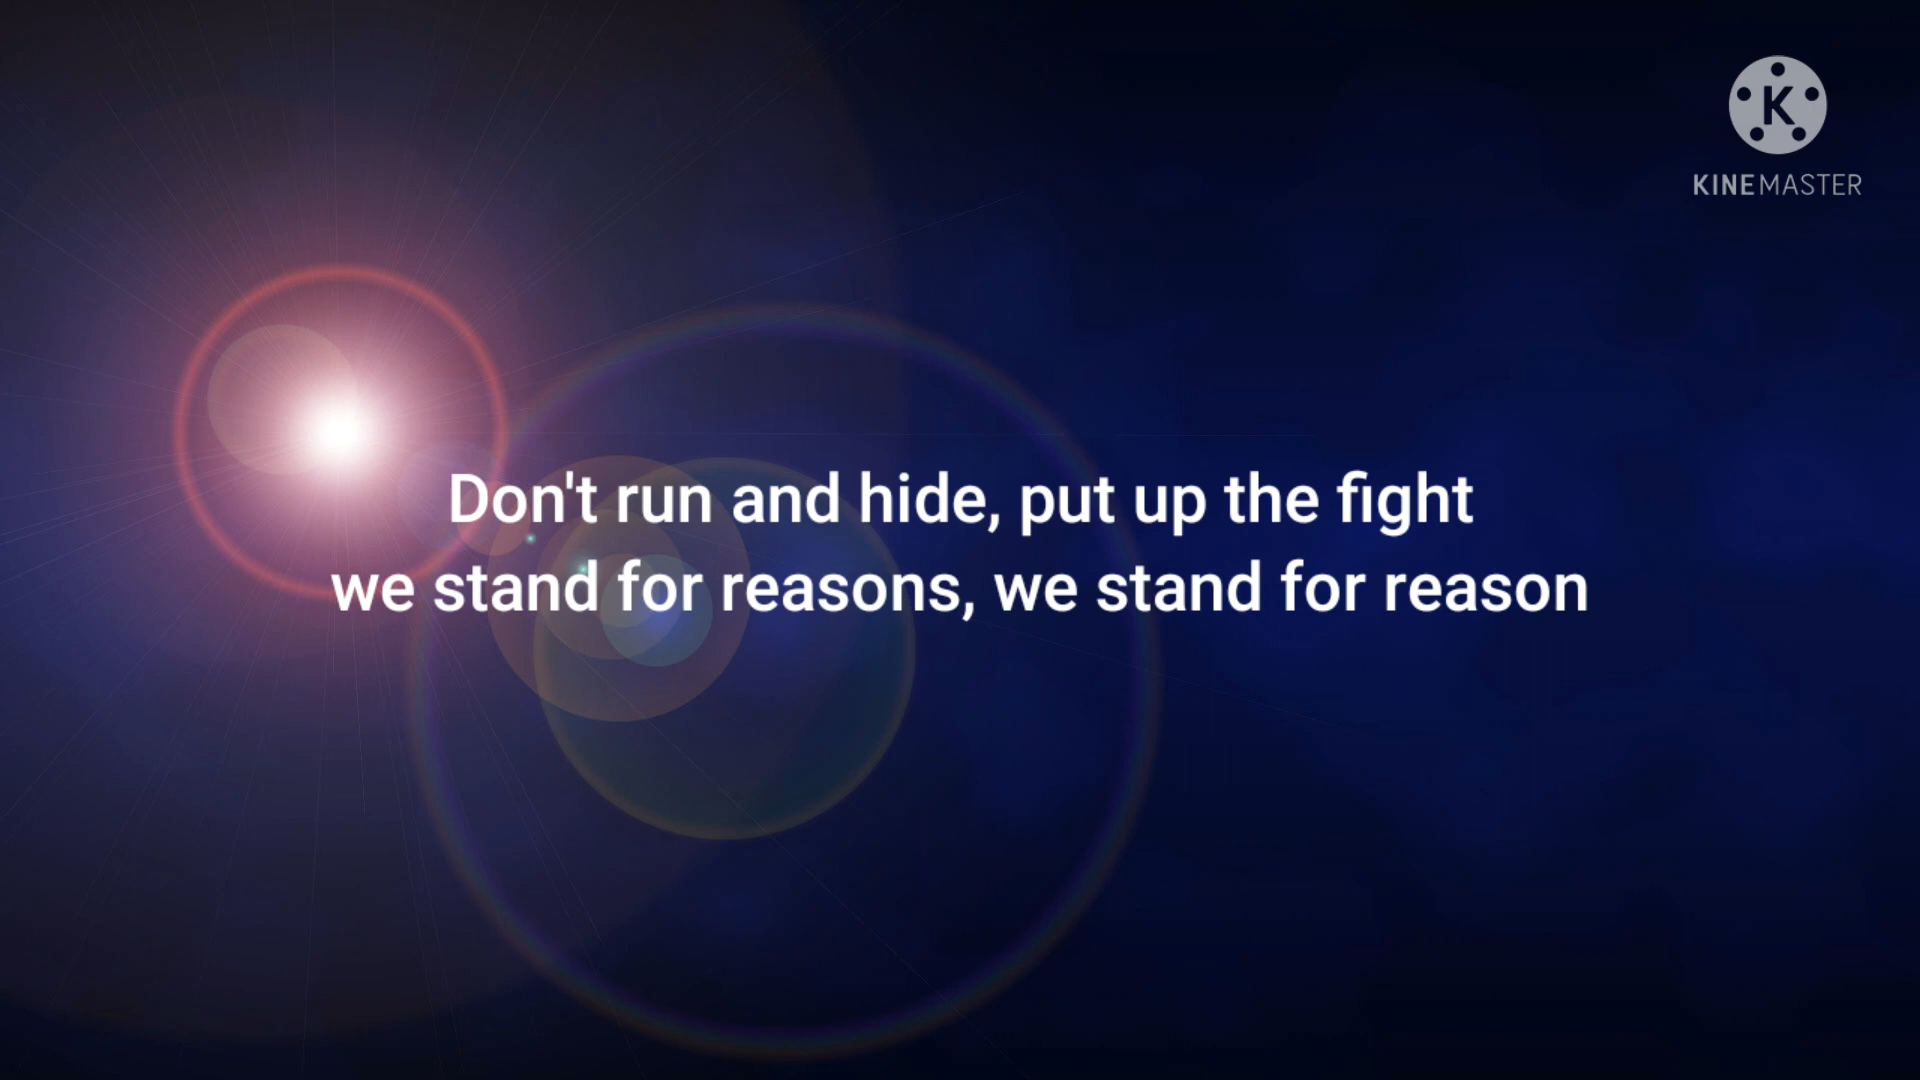 K
KINEMASTER
Don't run and hide, put up the fight
we stand for reasons, we stand for reason